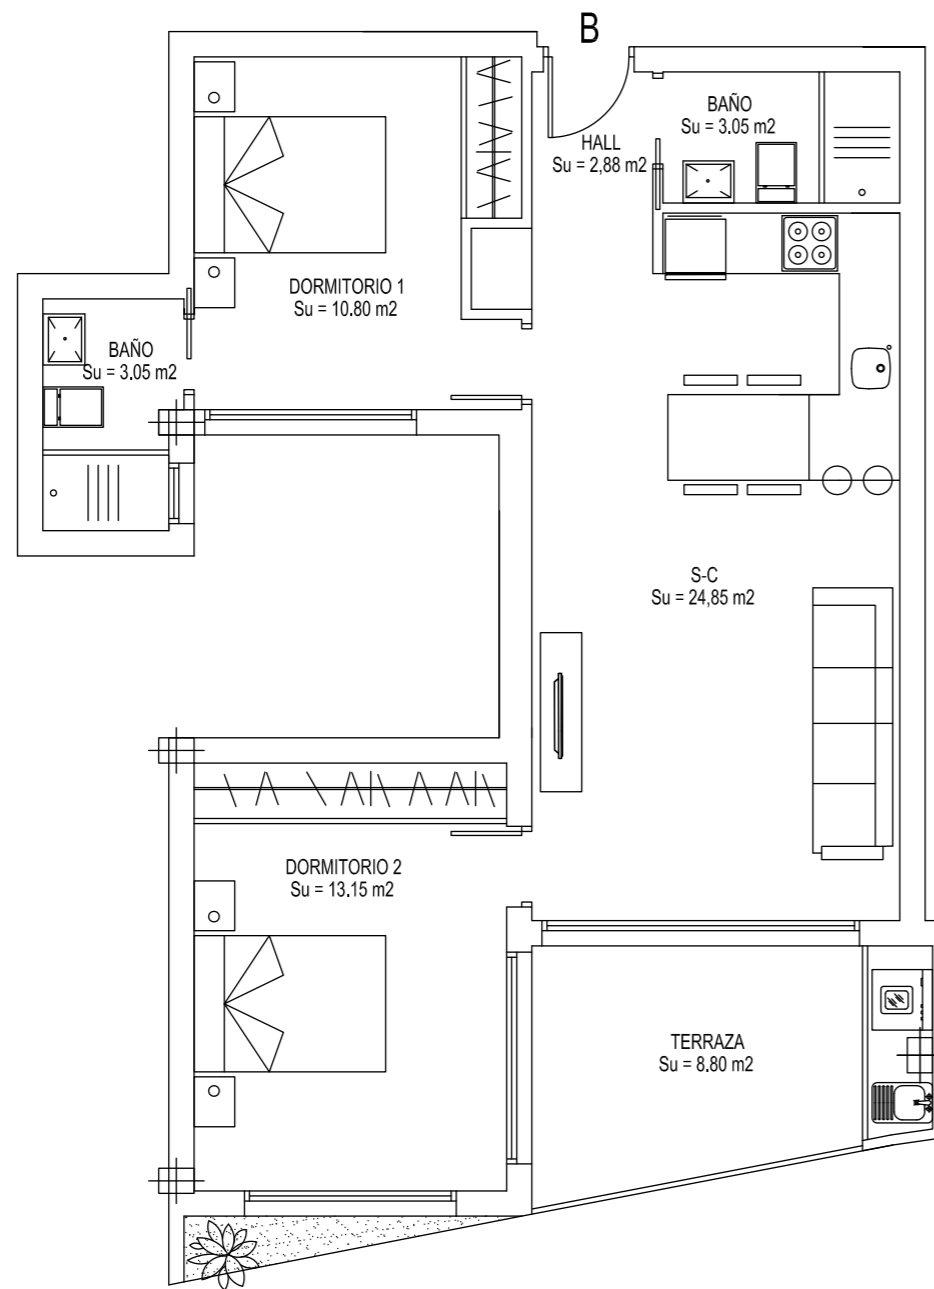 B
BAÑO
Su = 3.05 m2
HALL
Su = 2,88 m2
DORMITORIO 1
Su = 10.80 m2
BAÑO
Su = 3.05 m2
S-C
Su = 24,85 m2
DORMITORIO 2
Su = 13.15 m2
TERRAZA
Su = 8.80 m2